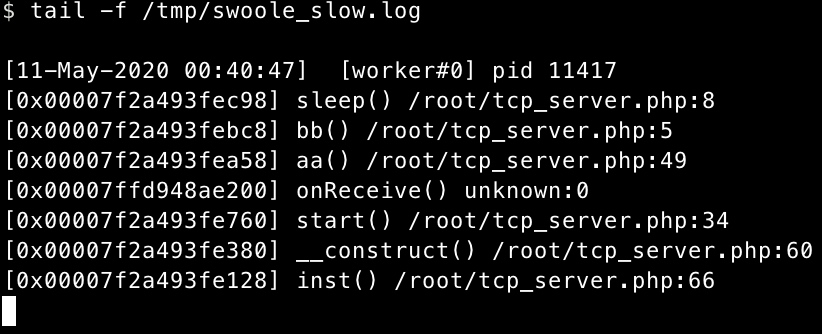 $ tail -f /tmp/swoole_slow.log
[11-May-2020 00:40:47]  [worker#0] pid 11417
[0x00007f2a493fec98] sleep() /root/tcp_server.php:8
[0x00007f2a493febc8] bb() /root/tcp_server.php:5
[0x00007f2a493fea58] aa() /root/tcp_server.php:49
[0x00007ffd948ae200] onReceive() unknown:0
[0x00007f2a493fe760] start() /root/tcp_server.php:34
[0x00007f2a493fe380] __construct() /root/tcp_server.php:60
[0x00007f2a493fe128] inst() /root/tcp_server.php:66